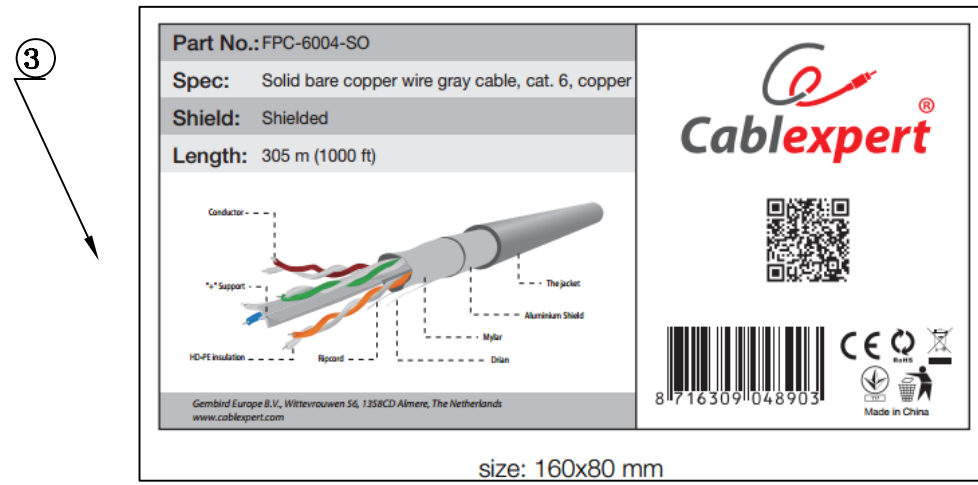 3
Part No.: FPC-6004-SO
Spec: Solid bare copper wire gray cable, cat. 6, copper
Shield: Shielded
Length: 305 m (1000 ft)
Conductor
"+" Support
HD-PE insulation
Ripcord
Drian
Mylar
Aluminium Shield
The jacket
Gembird Europe B.V., Wittevrouwen 56, 1358CD Almere, The Netherlands
www.cablexpert.com
Cablexpert®
8 716309 048903
CE
RoHS
Made in China
size: 160x80 mm